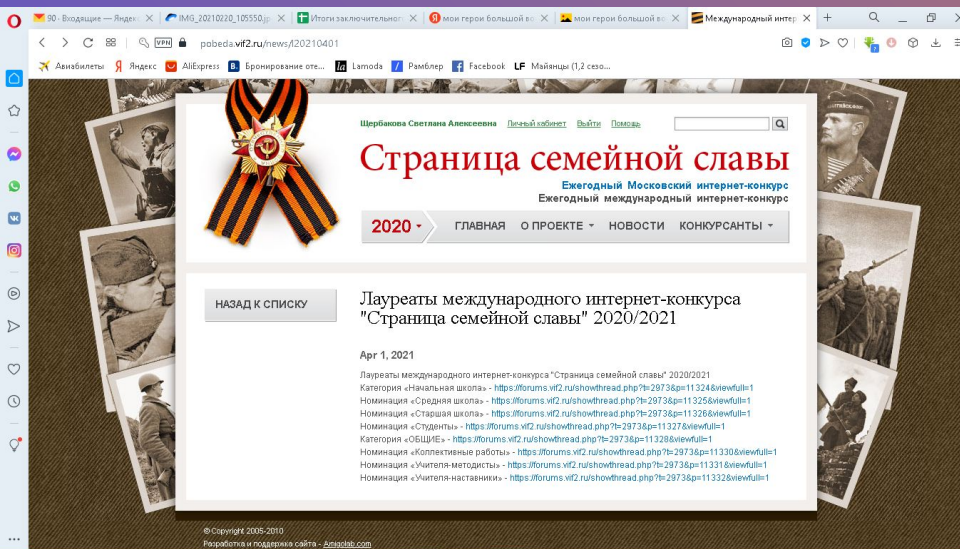 90 - Входящие — Яндекс
IMG_20210220_105550.jp
Итоги заключительного
мои герои большой во
мои герои большой во
Международный интер
VPN
pobeda.vif2.ru/news/l20210401
Авиабилеты Яндекс AliExpress Бронирование оте... Lamoda Рамблер Facebook LF Майянцы (1,2 сезо...
Щербакова Светлана Алексеевна Личный кабинет Выйти Помощь
Страница семейной славы
Ежегодный Московский интернет-конкурс
Ежегодный международный интернет-конкурс
2020 ГЛАВНАЯ О ПРОЕКТЕ НОВОСТИ КОНКУРСАНТЫ
НАЗАД К СПИСКУ
Лауреаты международного интернет-конкурса
"Страница семейной славы" 2020/2021
Apr 1, 2021
Лауреаты международного интернет-конкурса "Страница семейной славы" 2020/2021
Категория «Начальная школа» - https://forums.vif2.ru/showthread.php?t=2973&p=11324&viewfull=1
Номинация «Средняя школа» - https://forums.vif2.ru/showthread.php?t=2973&p=11325&viewfull=1
Номинация «Старшая школа» - https://forums.vif2.ru/showthread.php?t=2973&p=11326&viewfull=1
Номинация «Студенты» - https://forums.vif2.ru/showthread.php?t=2973&p=11327&viewfull=1
Категория «ОБЩИЕ» - https://forums.vif2.ru/showthread.php?t=2973&p=11328&viewfull=1
Номинация «Коллективные работы» - https://forums.vif2.ru/showthread.php?t=2973&p=11330&viewfull=1
Номинация «Учителя-методисты» - https://forums.vif2.ru/showthread.php?t=2973&p=11331&viewfull=1
Номинация «Учителя-наставники» - https://forums.vif2.ru/showthread.php?t=2973&p=11332&viewfull=1
© Copyright 2005-2010
Разработка и поддержка сайта - Amigolab.com